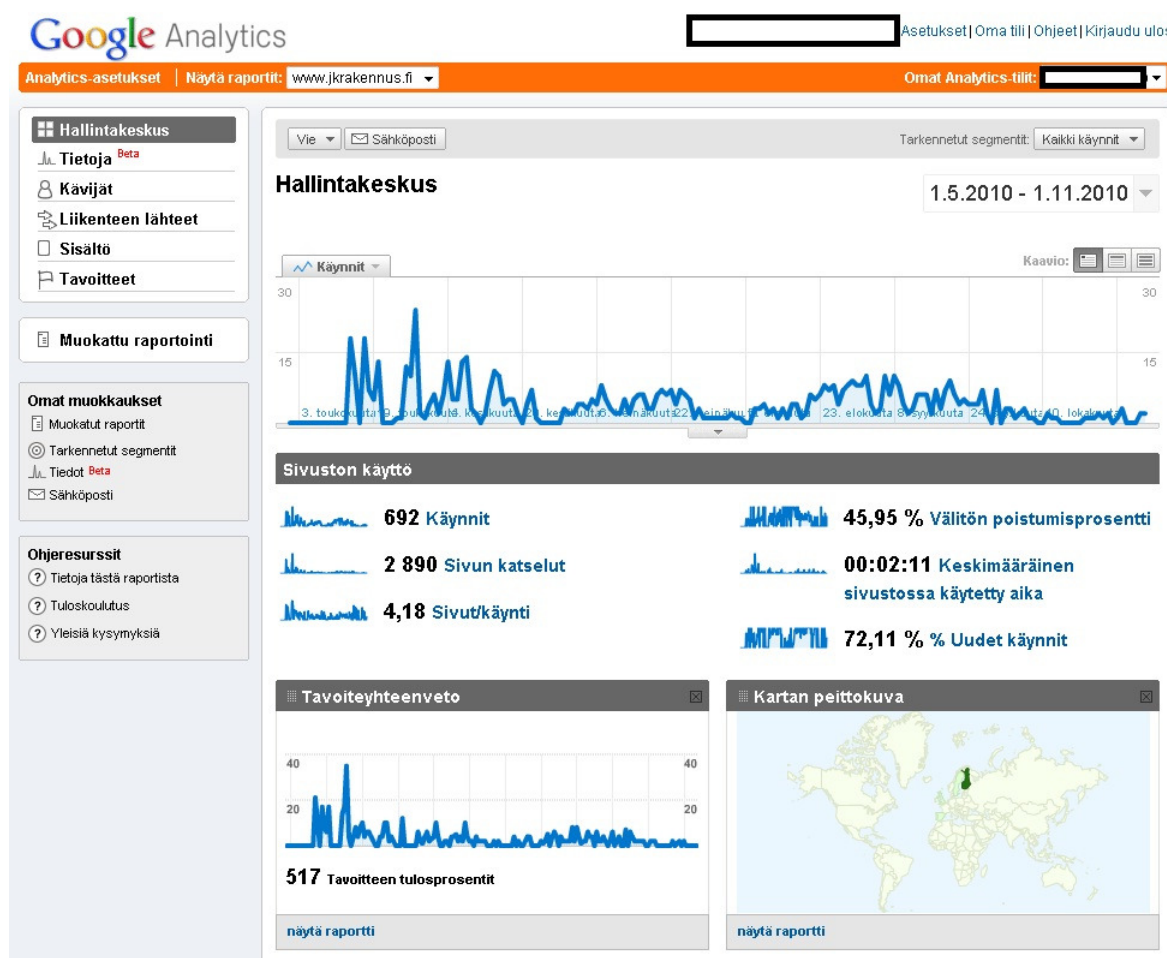 Google Analytics
Asetukset | Oma tili | Ohjeet | Kirjaudu ulos
Analytics-asetukset | Näytä raportit: www.jkrakennus.fi
Omat Analytics-tilit:
Hallintakeskus
Tietoja Beta
Kävijät
Liikenteen lähteet
Sisältö
Tavoitteet
Muokattu raportointi
Omat muokkaukset
Muokatut raportit
Tarkennetut segmentit
Tiedot Beta
Sähköposti
Ohjeresurssit
Tietoja tästä raportista
Tuloskoulutus
Yleisiä kysymyksiä
Vie Sähköposti
Tarkennetut segmentit: Kaikki käynnit
Hallintakeskus
1.5.2010 - 1.11.2010
Käynnit
Kaavio:
30 30
15 15
3. toukokuuta 23. elokuuta
Sivuston käyttö
692 Käynnit
2 890 Sivun katselut
4,18 Sivut/käynti
45,95 % Välitön poistumisprosentti
00:02:11 Keskimääräinen
sivustossa käytetty aika
72,11 % % Uudet käynnit
Tavoiteyhteenveto
40 40
20 20
517 Tavoitteen tulosprosentit
näytä raportti
Kartan peittokuva
näytä raportti